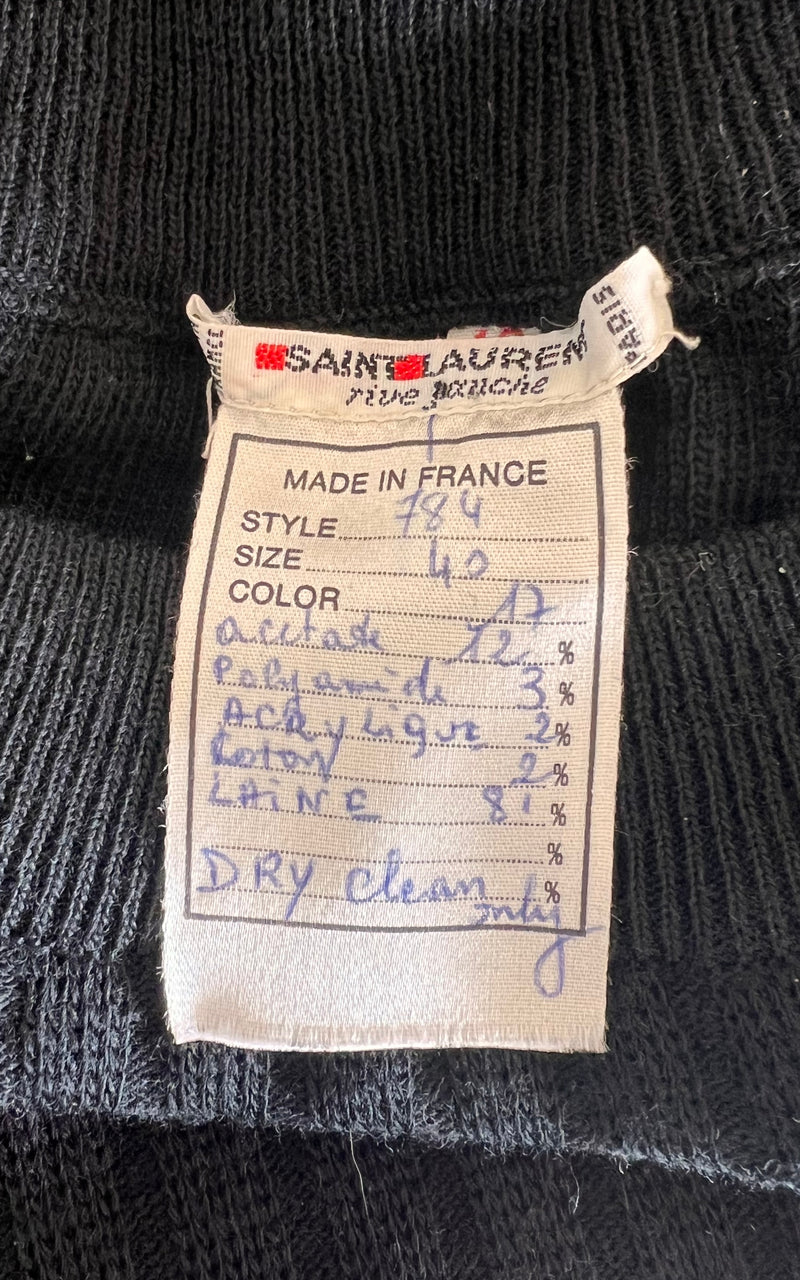 SAINT LAURENT
rive gauche
PARIS
MADE IN FRANCE
STYLE 784
SIZE 40
COLOR 17
acetate 12 %
Polyamide 3 %
ACRyLique 2 %
Coton 2 %
LAiNE 81 %
%
DRY clean %
only